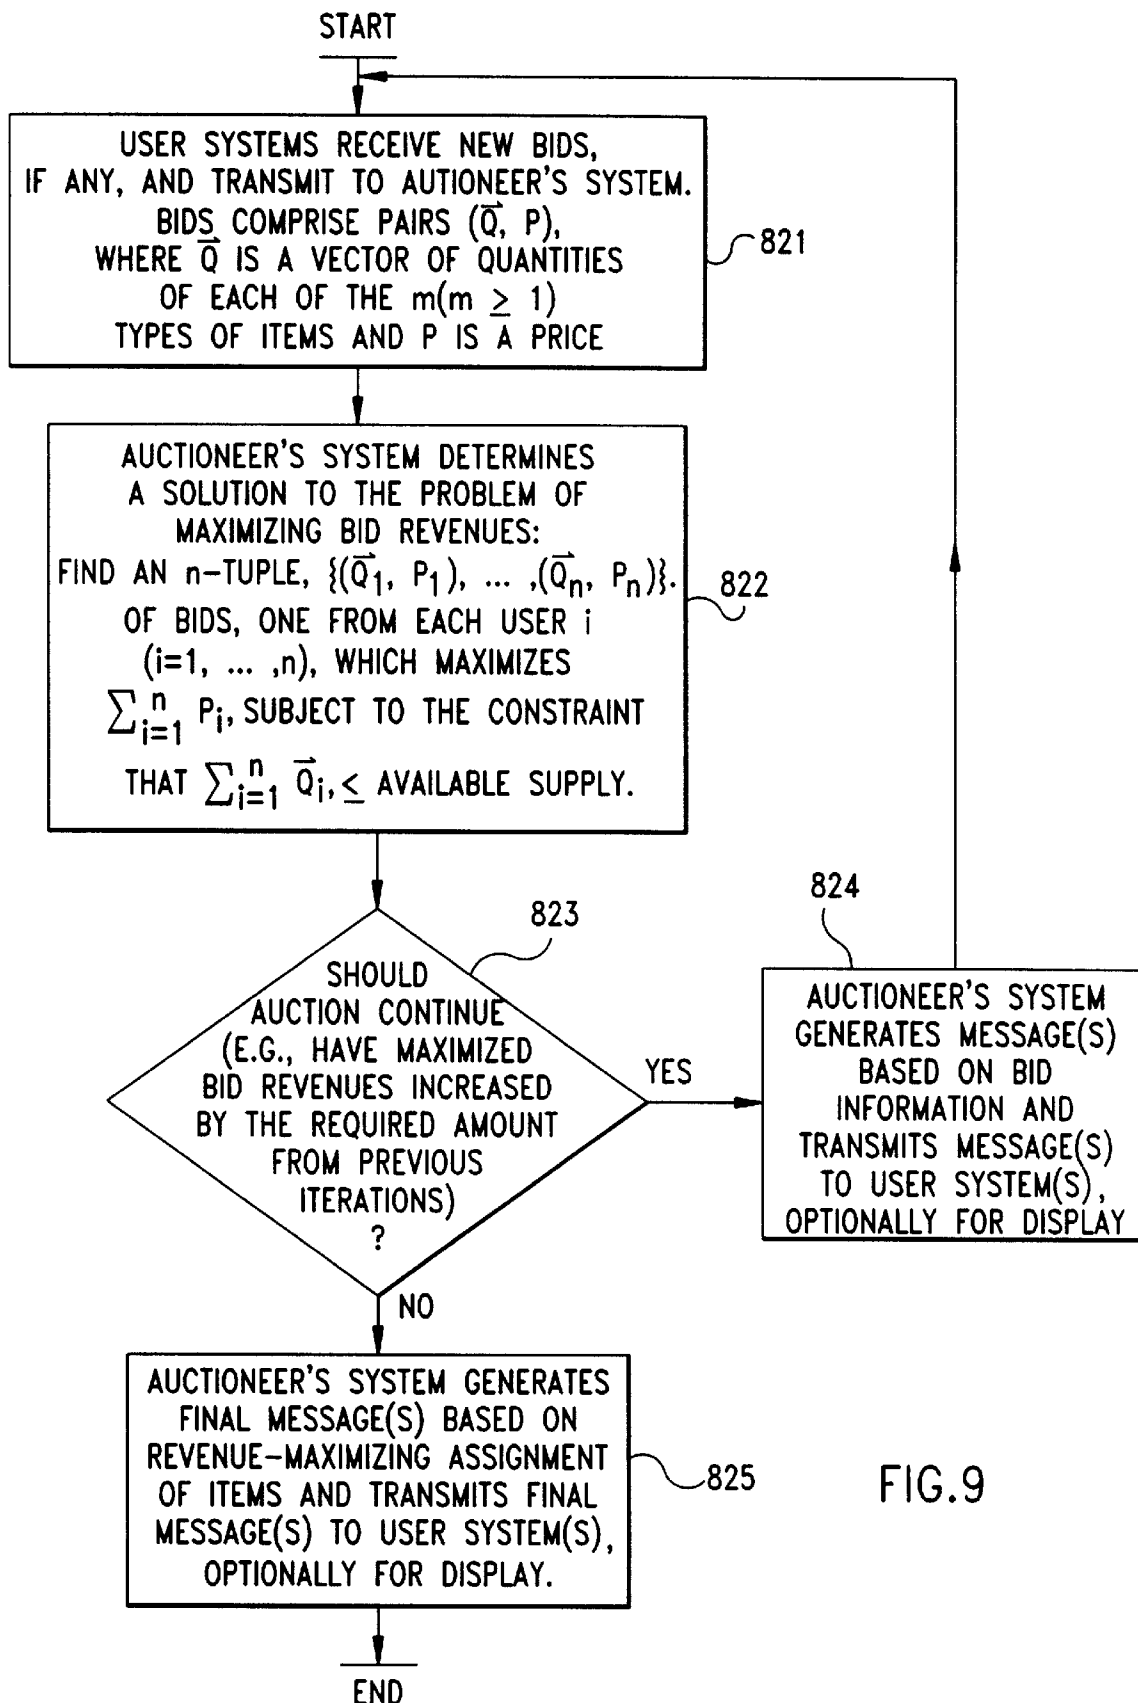 START
USER SYSTEMS RECEIVE NEW BIDS,
IF ANY, AND TRANSMIT TO AUTIONEER'S SYSTEM.
BIDS COMPRISE PAIRS (Q⃗, P),
WHERE Q⃗ IS A VECTOR OF QUANTITIES
OF EACH OF THE m(m ≥ 1)
TYPES OF ITEMS AND P IS A PRICE
821
AUCTIONEER'S SYSTEM DETERMINES
A SOLUTION TO THE PROBLEM OF
MAXIMIZING BID REVENUES:
FIND AN n-TUPLE, {(Q⃗₁, P₁), ... ,(Q⃗ₙ, Pₙ)}.
OF BIDS, ONE FROM EACH USER i
(i=1, ... ,n), WHICH MAXIMIZES
∑ⁿᵢ₌₁ Pᵢ, SUBJECT TO THE CONSTRAINT
THAT ∑ⁿᵢ₌₁ Q⃗ᵢ, ≤ AVAILABLE SUPPLY.
822
823
SHOULD
AUCTION CONTINUE
(E.G., HAVE MAXIMIZED
BID REVENUES INCREASED
BY THE REQUIRED AMOUNT
FROM PREVIOUS
ITERATIONS)
?
YES
NO
824
AUCTIONEER'S SYSTEM
GENERATES MESSAGE(S)
BASED ON BID
INFORMATION AND
TRANSMITS MESSAGE(S)
TO USER SYSTEM(S),
OPTIONALLY FOR DISPLAY
AUCTIONEER'S SYSTEM GENERATES
FINAL MESSAGE(S) BASED ON
REVENUE-MAXIMIZING ASSIGNMENT
OF ITEMS AND TRANSMITS FINAL
MESSAGE(S) TO USER SYSTEM(S),
OPTIONALLY FOR DISPLAY.
825
END
FIG.9